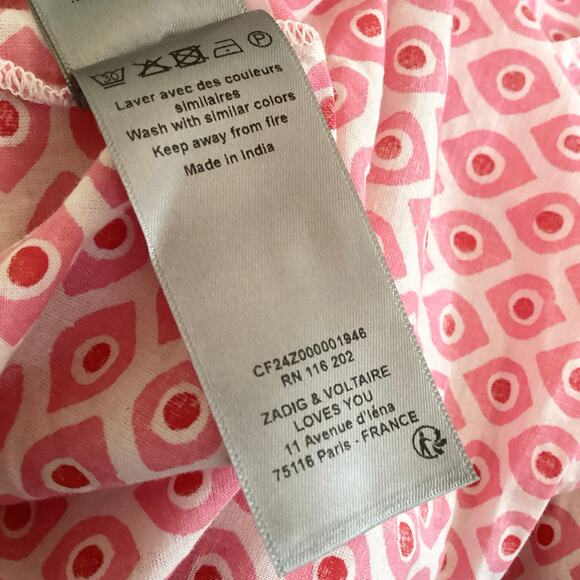 30 P
Laver avec des couleurs
similaires
Wash with similar colors
Keep away from fire
Made in India
CF24Z000001946
RN 116 202
ZADIG & VOLTAIRE
LOVES YOU
11 Avenue d'Iéna
75116 Paris - FRANCE